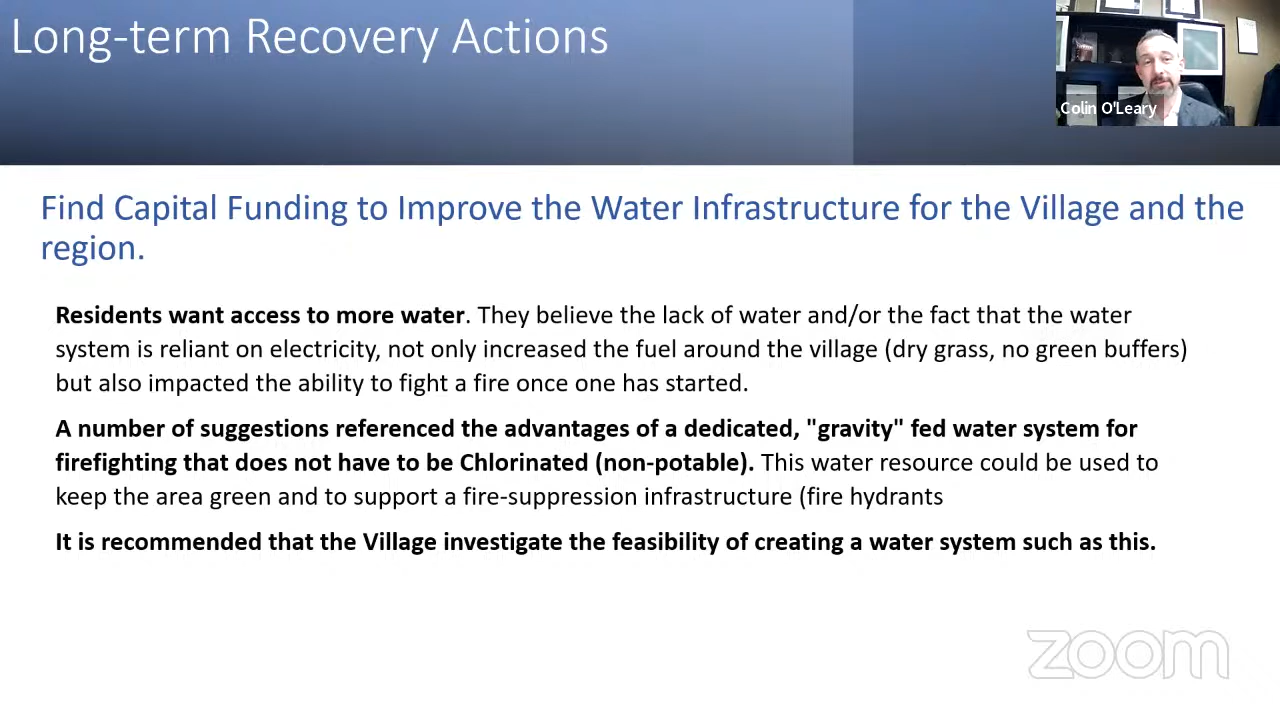 Long-term Recovery Actions
Colin O'Leary
Find Capital Funding to Improve the Water Infrastructure for the Village and the
region.
Residents want access to more water. They believe the lack of water and/or the fact that the water
system is reliant on electricity, not only increased the fuel around the village (dry grass, no green buffers)
but also impacted the ability to fight a fire once one has started.
A number of suggestions referenced the advantages of a dedicated, "gravity" fed water system for
firefighting that does not have to be Chlorinated (non-potable). This water resource could be used to
keep the area green and to support a fire-suppression infrastructure (fire hydrants
It is recommended that the Village investigate the feasibility of creating a water system such as this.
zoom